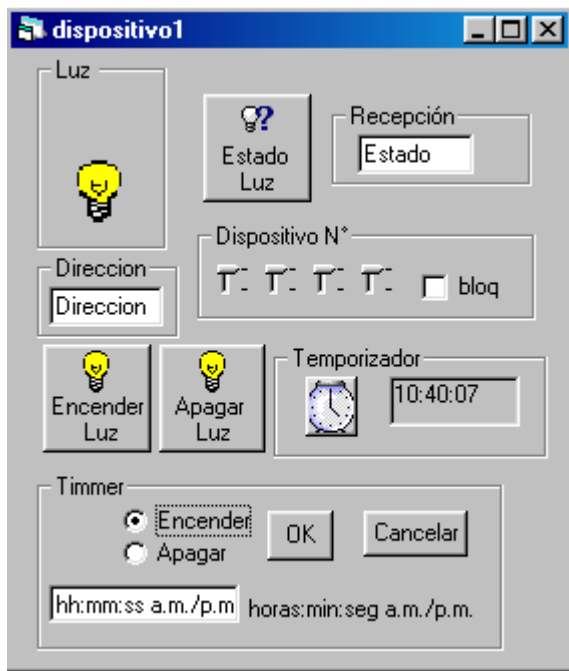 dispositivo1
Luz
Estado
Luz
Recepción
Estado
Dispositivo N°
bloq
Direccion
Direccion
Encender
Luz
Apagar
Luz
Temporizador
10:40:07
Timmer
Encender
Apagar
OK
Cancelar
hh:mm:ss a.m./p.m
horas:min:seg a.m./p.m.